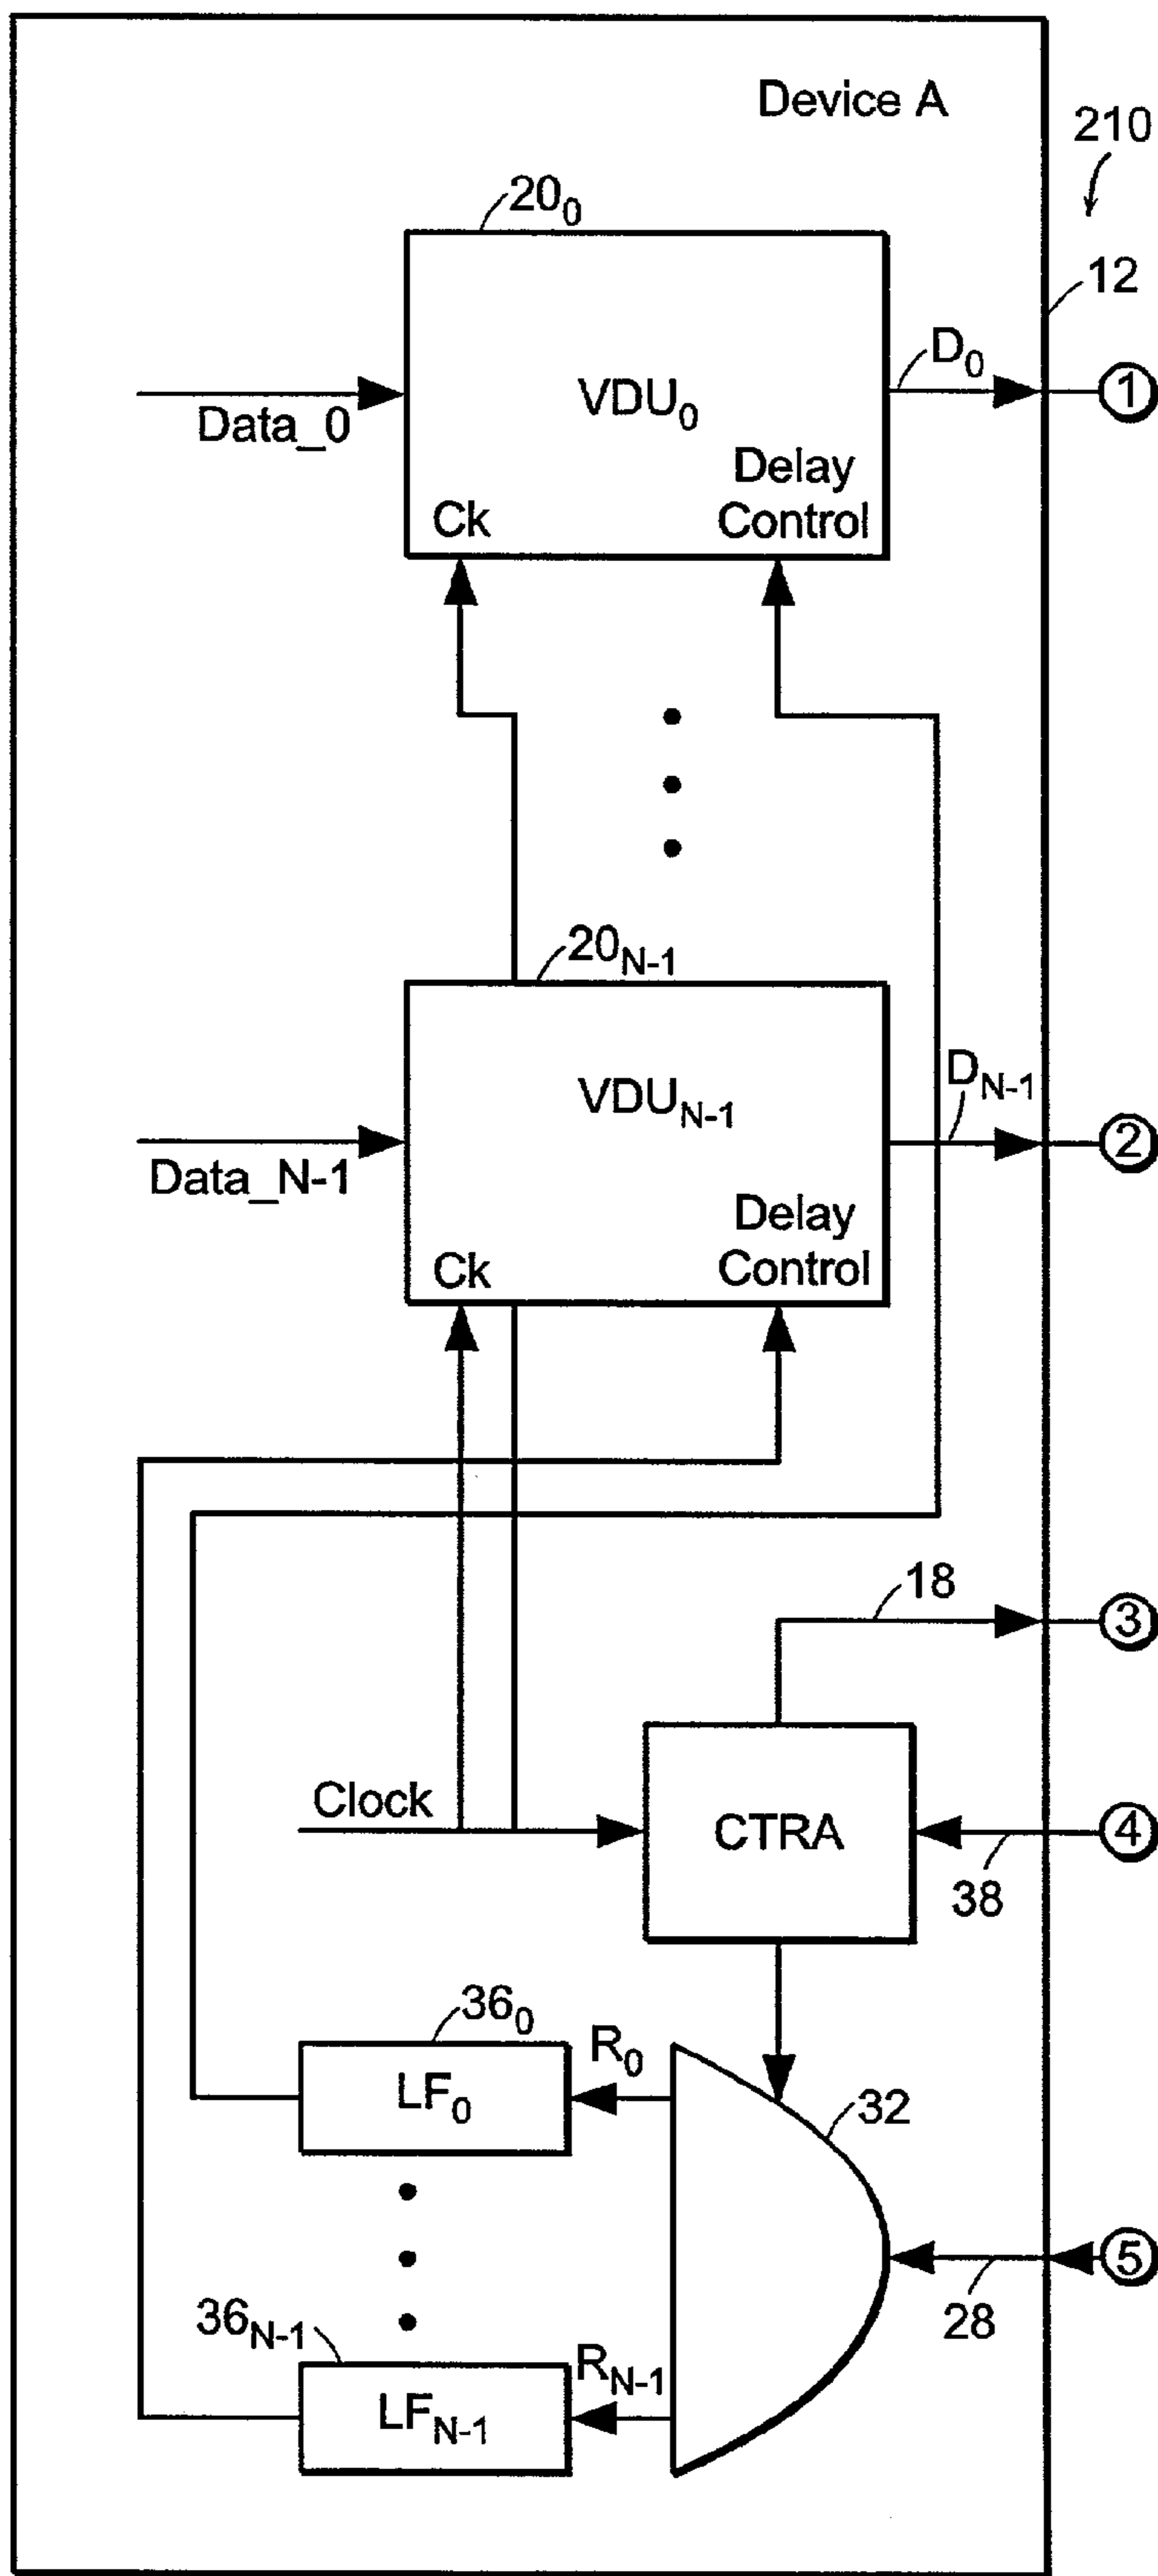 Device A
210
20₀
12
D₀
VDU₀
1
Data_0
Delay
Ck Control
20N-1
DN-1
VDUN-1
2
Data_N-1
Delay
Ck Control
18
3
Clock
CTRA
4
38
36₀
R₀
LF₀
32
5
28
36N-1
RN-1
LFN-1